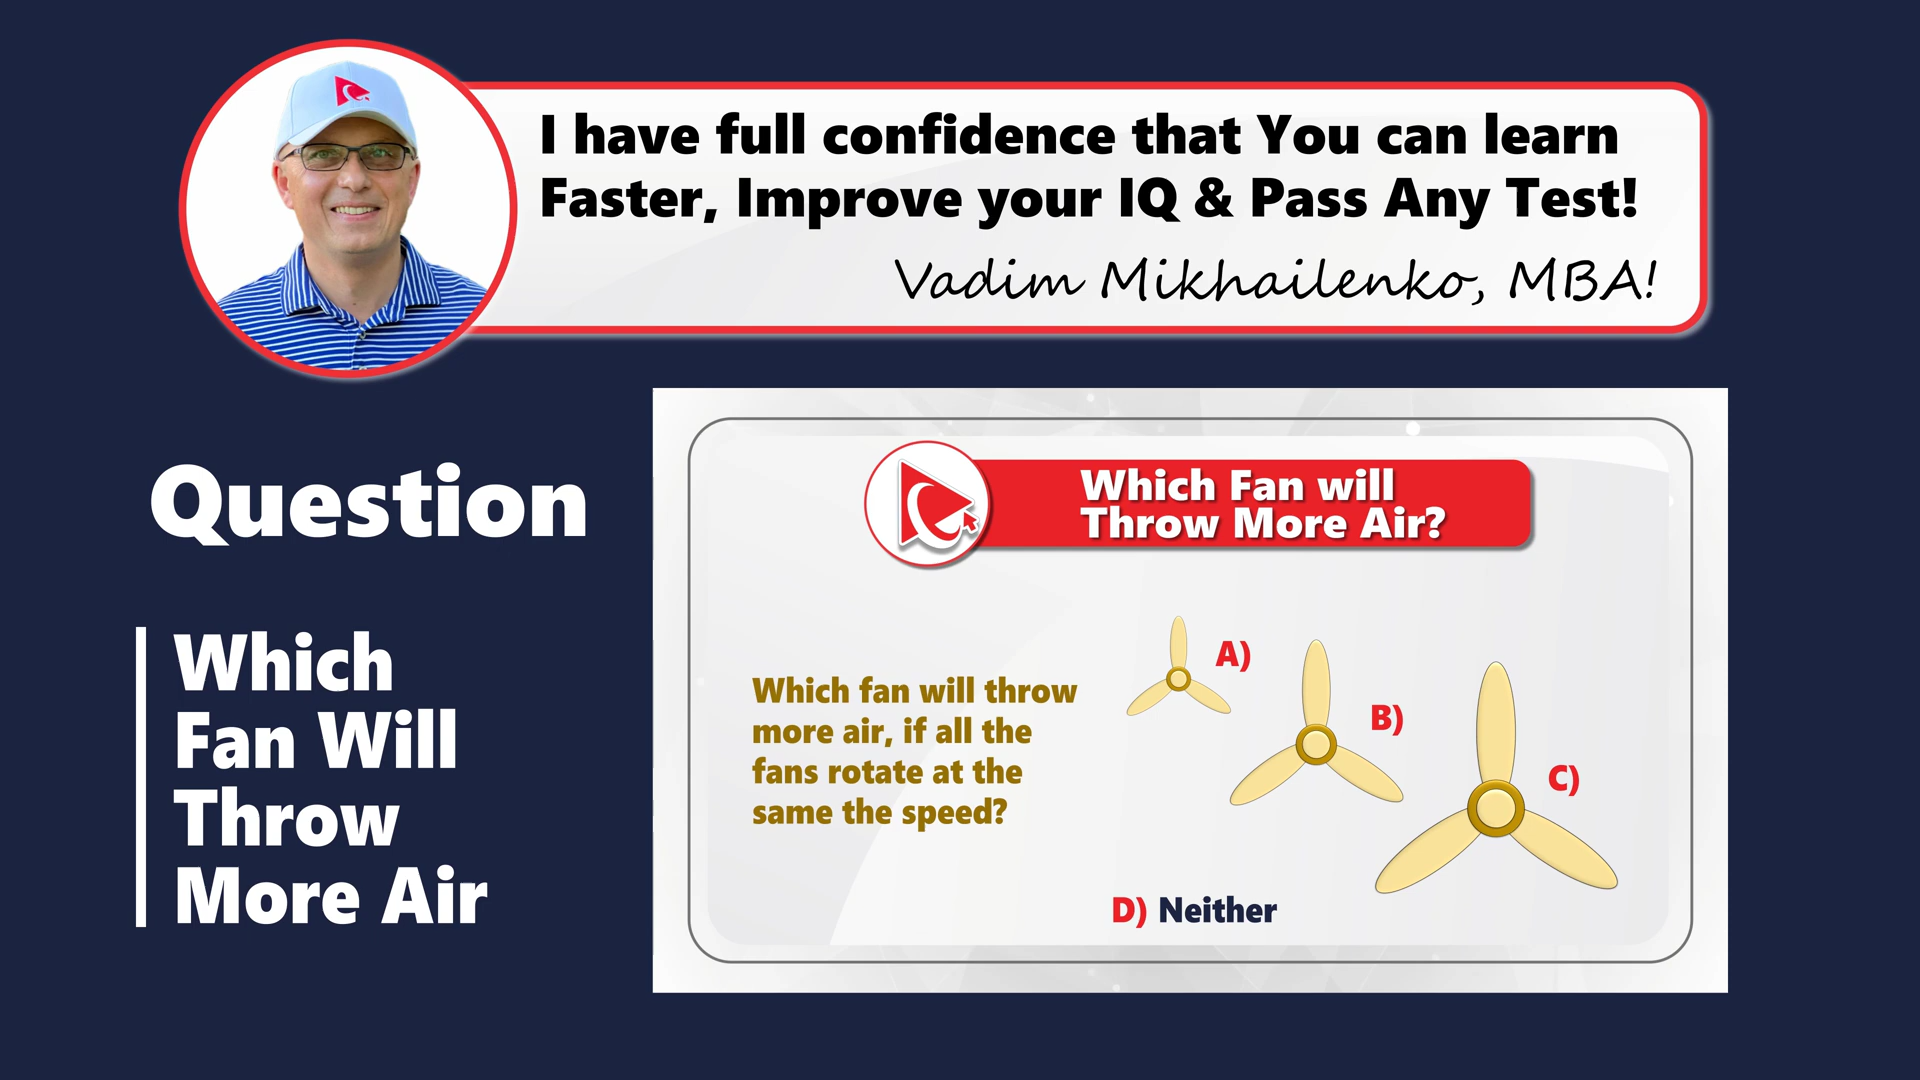 I have full confidence that You can learn
Faster, Improve your IQ & Pass Any Test!
Vadim Mikhailenko, MBA!
Question
Which
Fan Will
Throw
More Air
Which Fan will
Throw More Air?
Which fan will throw
more air, if all the
fans rotate at the
same the speed?
A)
B)
C)
D) Neither